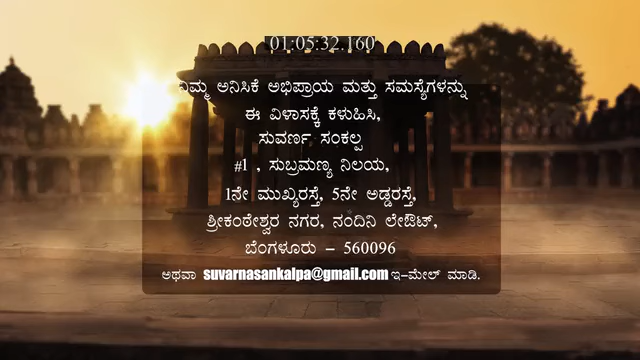 01:05:32.160
ನಿಮ್ಮ ಅನಿಸಿಕೆ ಅಭಿಪ್ರಾಯ ಮತ್ತು ಸಮಸ್ಯೆಗಳನ್ನು
ಈ ವಿಳಾಸಕ್ಕೆ ಕಳುಹಿಸಿ,
ಸುವರ್ಣ ಸಂಕಲ್ಪ
#1 , ಸುಬ್ರಮಣ್ಯ ನಿಲಯ,
1ನೇ ಮುಖ್ಯರಸ್ತೆ, 5ನೇ ಅಡ್ಡರಸ್ತೆ,
ಶ್ರೀಕಂಠೇಶ್ವರ ನಗರ, ನಂದಿನಿ ಲೇಔಟ್,
ಬೆಂಗಳೂರು – 560096
ಅಥವಾ suvarnasankalpa@gmail.com ಇ-ಮೇಲ್ ಮಾಡಿ.